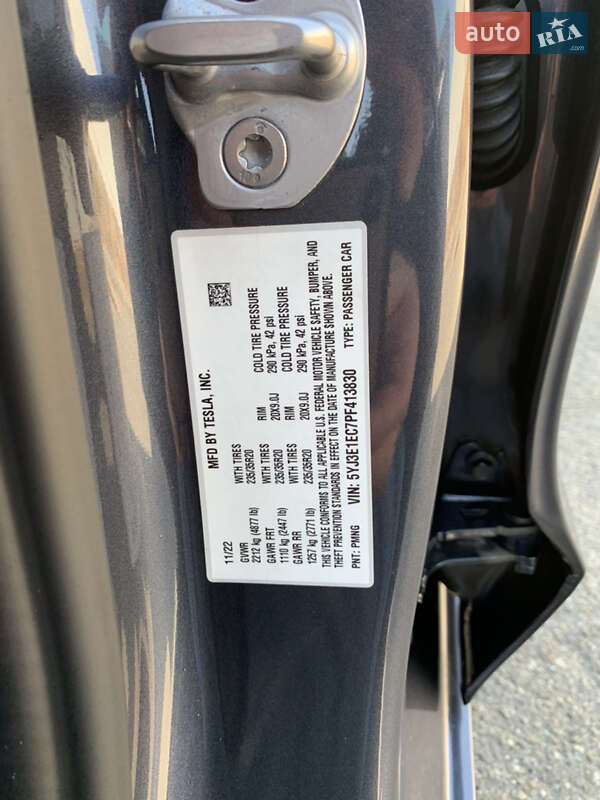 auto RIA
.com
MFD BY TESLA, INC.
11/22
GVWR
2212 kg (4877 lb)
WITH TIRES
235/35R20
RIM
20X9.0J
COLD TIRE PRESSURE
290 kPa, 42 psi
GAWR FRT
1110 kg (2447 lb)
WITH TIRES
235/35R20
RIM
20X9.0J
COLD TIRE PRESSURE
290 kPa, 42 psi
GAWR RR
1257 kg (2771 lb)
THIS VEHICLE CONFORMS TO ALL APPLICABLE U.S. FEDERAL MOTOR VEHICLE SAFETY, BUMPER, AND
THEFT PREVENTION STANDARDS IN EFFECT ON THE DATE OF MANUFACTURE SHOWN ABOVE.
PNT: PMNG
VIN: 5YJ3E1EC7PF413830
TYPE: PASSENGER CAR